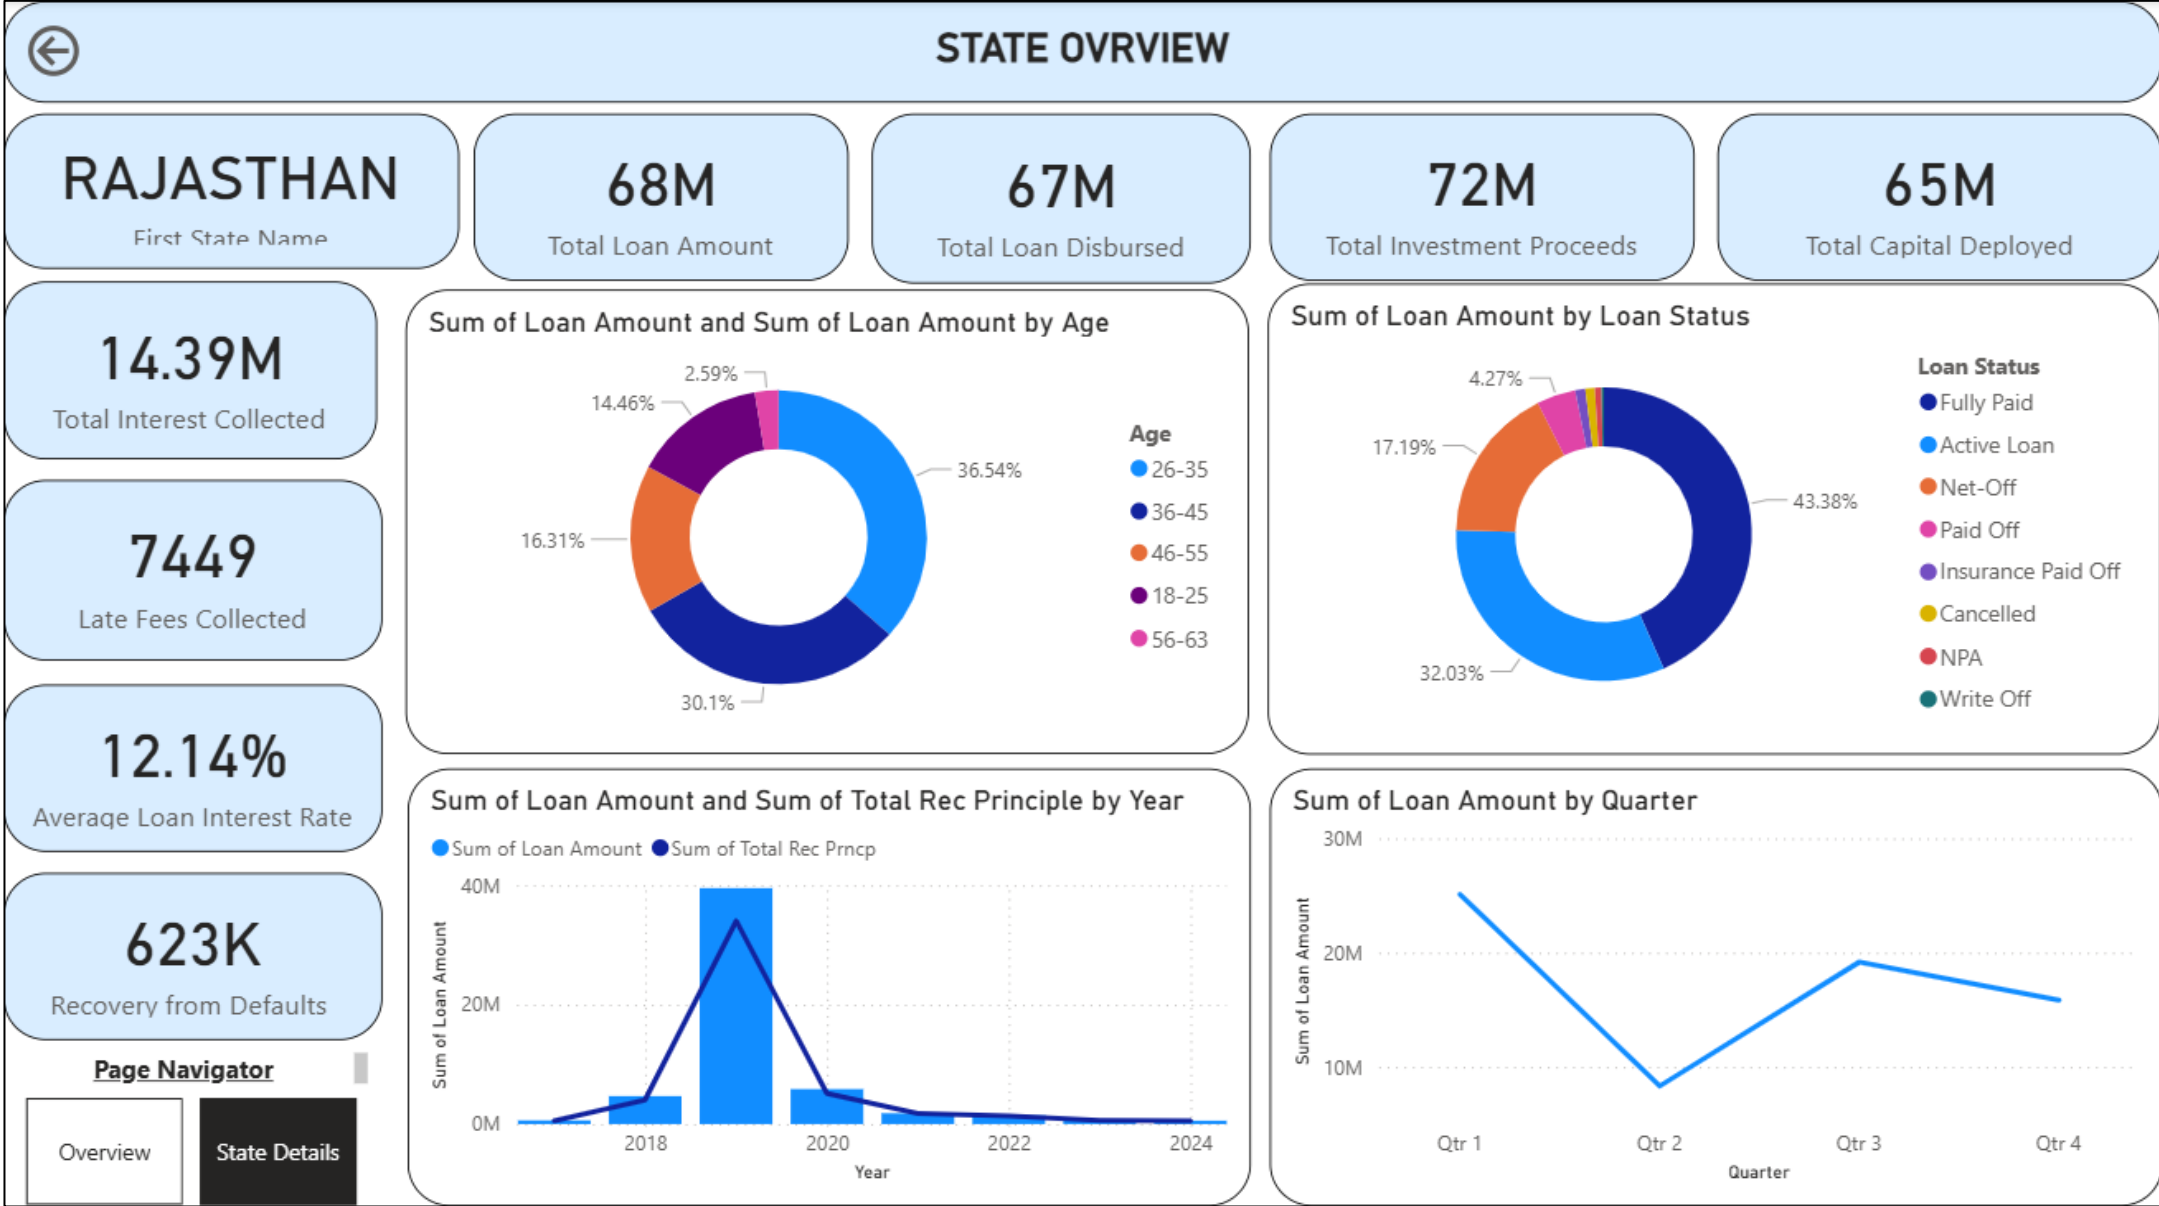 STATE OVRVIEW
RAJASTHAN
First State Name
68M
Total Loan Amount
67M
Total Loan Disbursed
72M
Total Investment Proceeds
65M
Total Capital Deployed
14.39M
Total Interest Collected
7449
Late Fees Collected
12.14%
Average Loan Interest Rate
623K
Recovery from Defaults
Page Navigator
Overview
State Details
Sum of Loan Amount and Sum of Loan Amount by Age
2.59%
14.46%
36.54%
16.31%
30.1%
Age
26-35
36-45
46-55
18-25
56-63
Sum of Loan Amount by Loan Status
4.27%
17.19%
43.38%
32.03%
Loan Status
Fully Paid
Active Loan
Net-Off
Paid Off
Insurance Paid Off
Cancelled
NPA
Write Off
Sum of Loan Amount and Sum of Total Rec Principle by Year
Sum of Loan Amount Sum of Total Rec Prncp
40M
20M
0M
Sum of Loan Amount
2018 2020 2022 2024
Year
Sum of Loan Amount by Quarter
30M
20M
10M
Sum of Loan Amount
Qtr 1 Qtr 2 Qtr 3 Qtr 4
Quarter